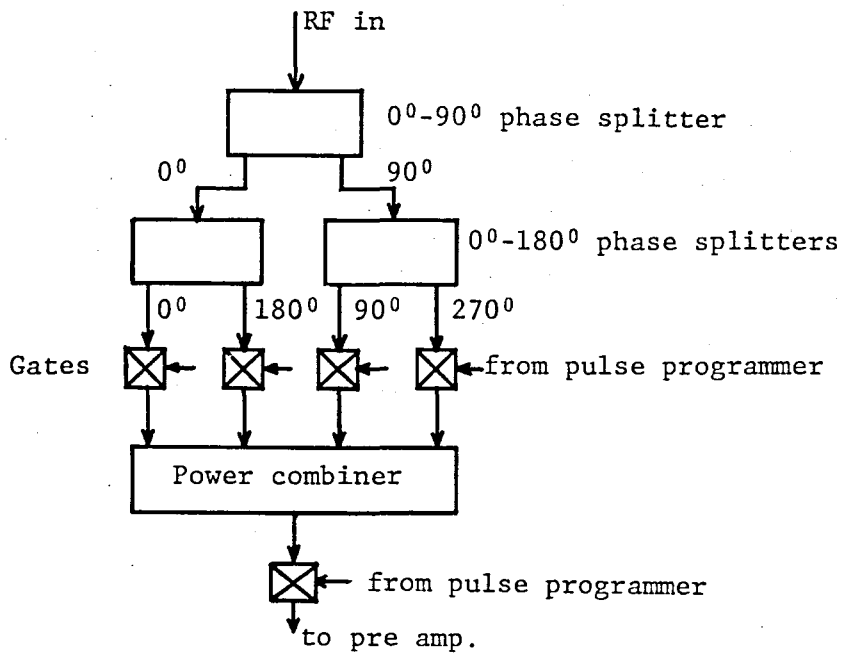 RF in
0⁰-90⁰ phase splitter
0⁰
90⁰
0⁰-180⁰ phase splitters
0⁰
180⁰
90⁰
270⁰
Gates
from pulse programmer
Power combiner
from pulse programmer
to pre amp.